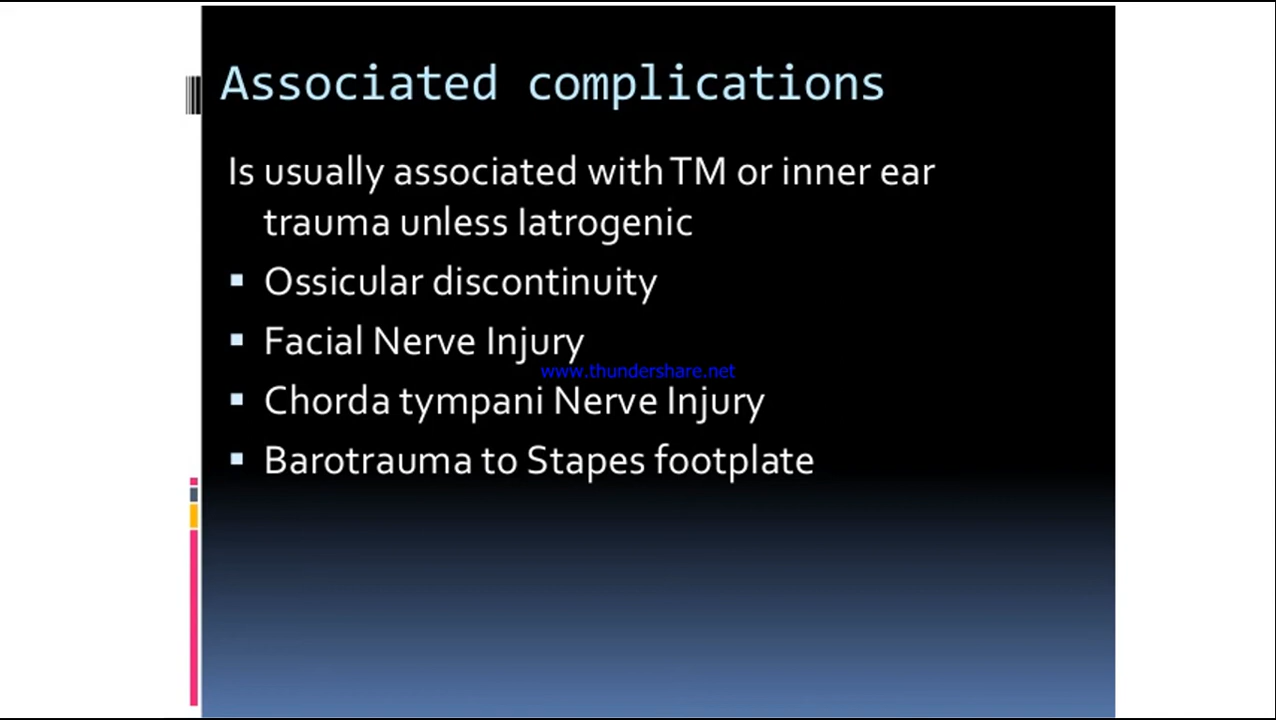 Associated complications
Is usually associated with TM or inner ear
trauma unless Iatrogenic
▪ Ossicular discontinuity
▪ Facial Nerve Injury
www.thundershare.net
▪ Chorda tympani Nerve Injury
▪ Barotrauma to Stapes footplate